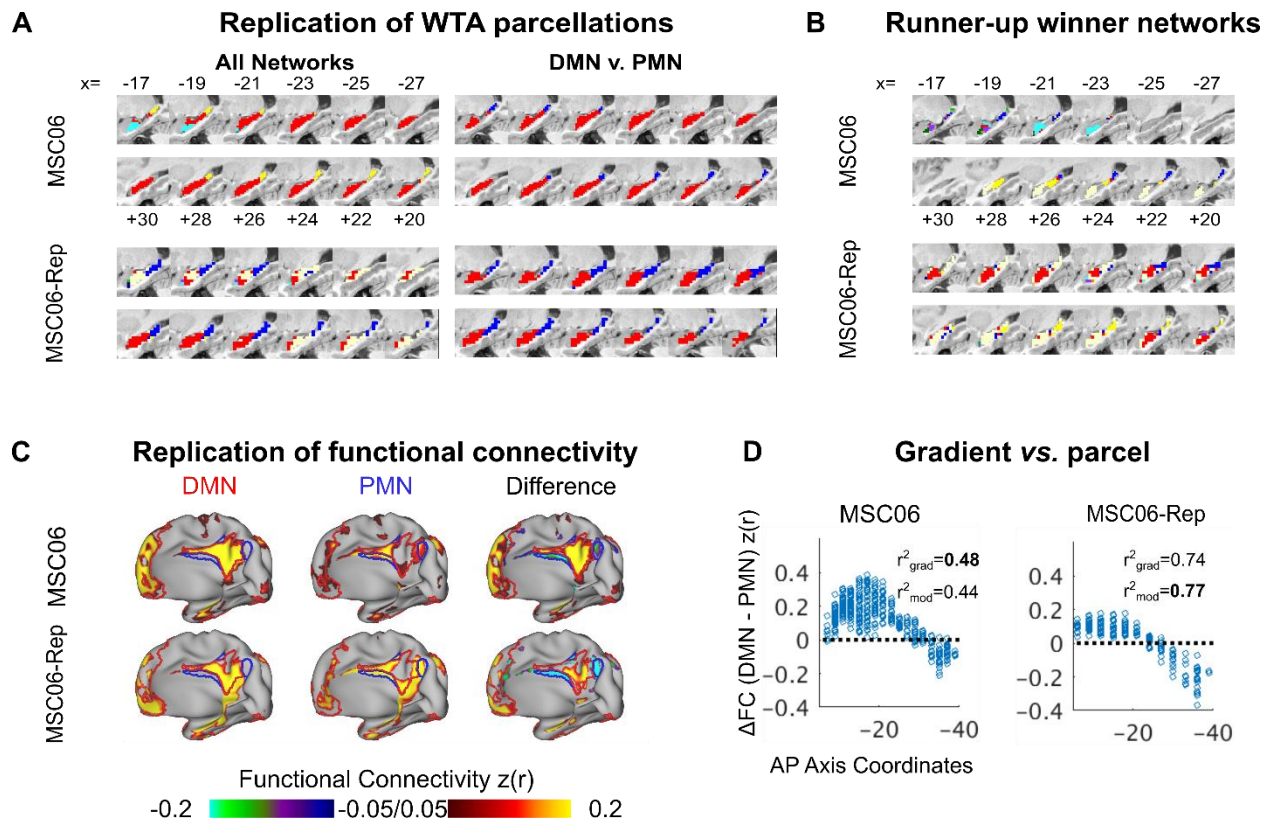 A
Replication of WTA parcellations
All Networks
DMN v. PMN
x= -17 -19 -21 -23 -25 -27
MSC06
+30 +28 +26 +24 +22 +20
MSC06-Rep
B
Runner-up winner networks
x= -17 -19 -21 -23 -25 -27
MSC06
+30 +28 +26 +24 +22 +20
MSC06-Rep
C
Replication of functional connectivity
DMN PMN Difference
MSC06
MSC06-Rep
Functional Connectivity z(r)
-0.2 -0.05/0.05 0.2
D
Gradient vs. parcel
MSC06
r²grad=0.48
r²mod=0.44
ΔFC (DMN - PMN) z(r)
0.4
0.2
0
−0.2
−0.4
−20 −40
AP Axis Coordinates
MSC06-Rep
r²grad=0.74
r²mod=0.77
0.4
0.2
0
−0.2
−0.4
−20 −40